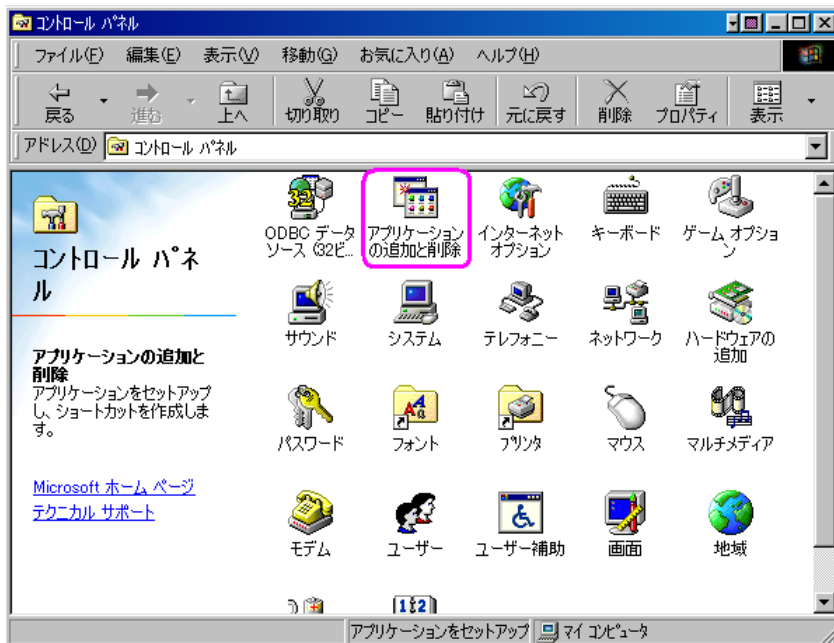 コントロール パネル
ファイル(F) 編集(E) 表示(V) 移動(G) お気に入り(A) ヘルプ(H)
戻る 進む 上へ 切り取り コピー 貼り付け 元に戻す 削除 プロパティ 表示
アドレス(D) コントロール パネル
コントロール パネ
ル
アプリケーションの追加と
削除
アプリケーションをセットアップ
し、ショートカットを作成しま
す。
Microsoft ホーム ページ
テクニカル サポート
32
ODBC データ
ソース (32ビ...
アプリケーション
の追加と削除
インターネット
オプション
キーボード
ゲーム オプショ
ン
サウンド
システム
テレフォニー
ネットワーク
ハードウェアの
追加
パスワード
フォント
プリンタ
マウス
マルチメディア
モデム
ユーザー
ユーザー補助
画面
地域
アプリケーションをセットアップ マイ コンピュータ